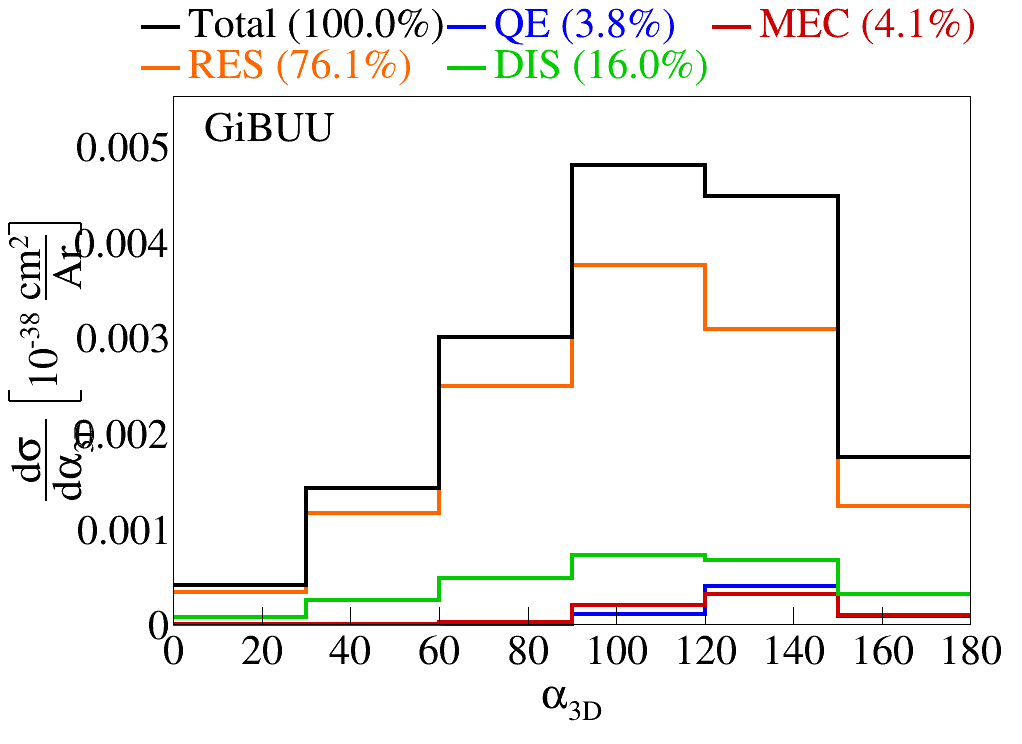 Total (100.0%) QE (3.8%) MEC (4.1%)
RES (76.1%) DIS (16.0%)
GiBUU
0.005
0.004
0.003
0.002
0.001
0
0 20 40 60 80 100 120 140 160 180
α3D
dσ/dα3D [10^-38 cm^2/Ar]